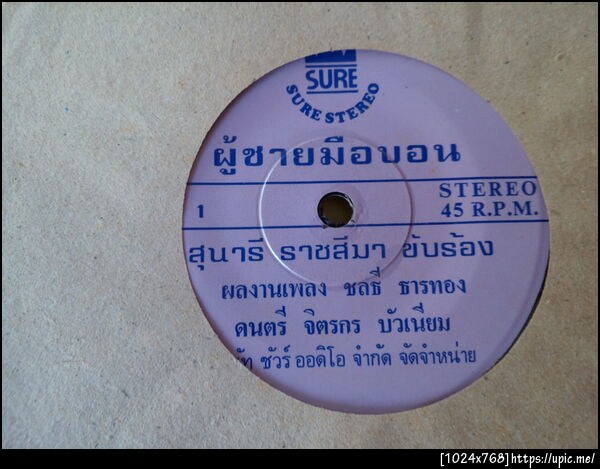 SURE
SURE STEREO
ผู้ชายมือบอน
STEREO
1
45 R.P.M.
สุนารี ราชสีมา ขับร้อง
ผลงานเพลง ชลธี ธารทอง
ดนตรี จิตรกร บัวเนียม
ซัวร์ ออดิโอ จำกัด จัดจำหน่าย
[1024x768]https://upic.me/